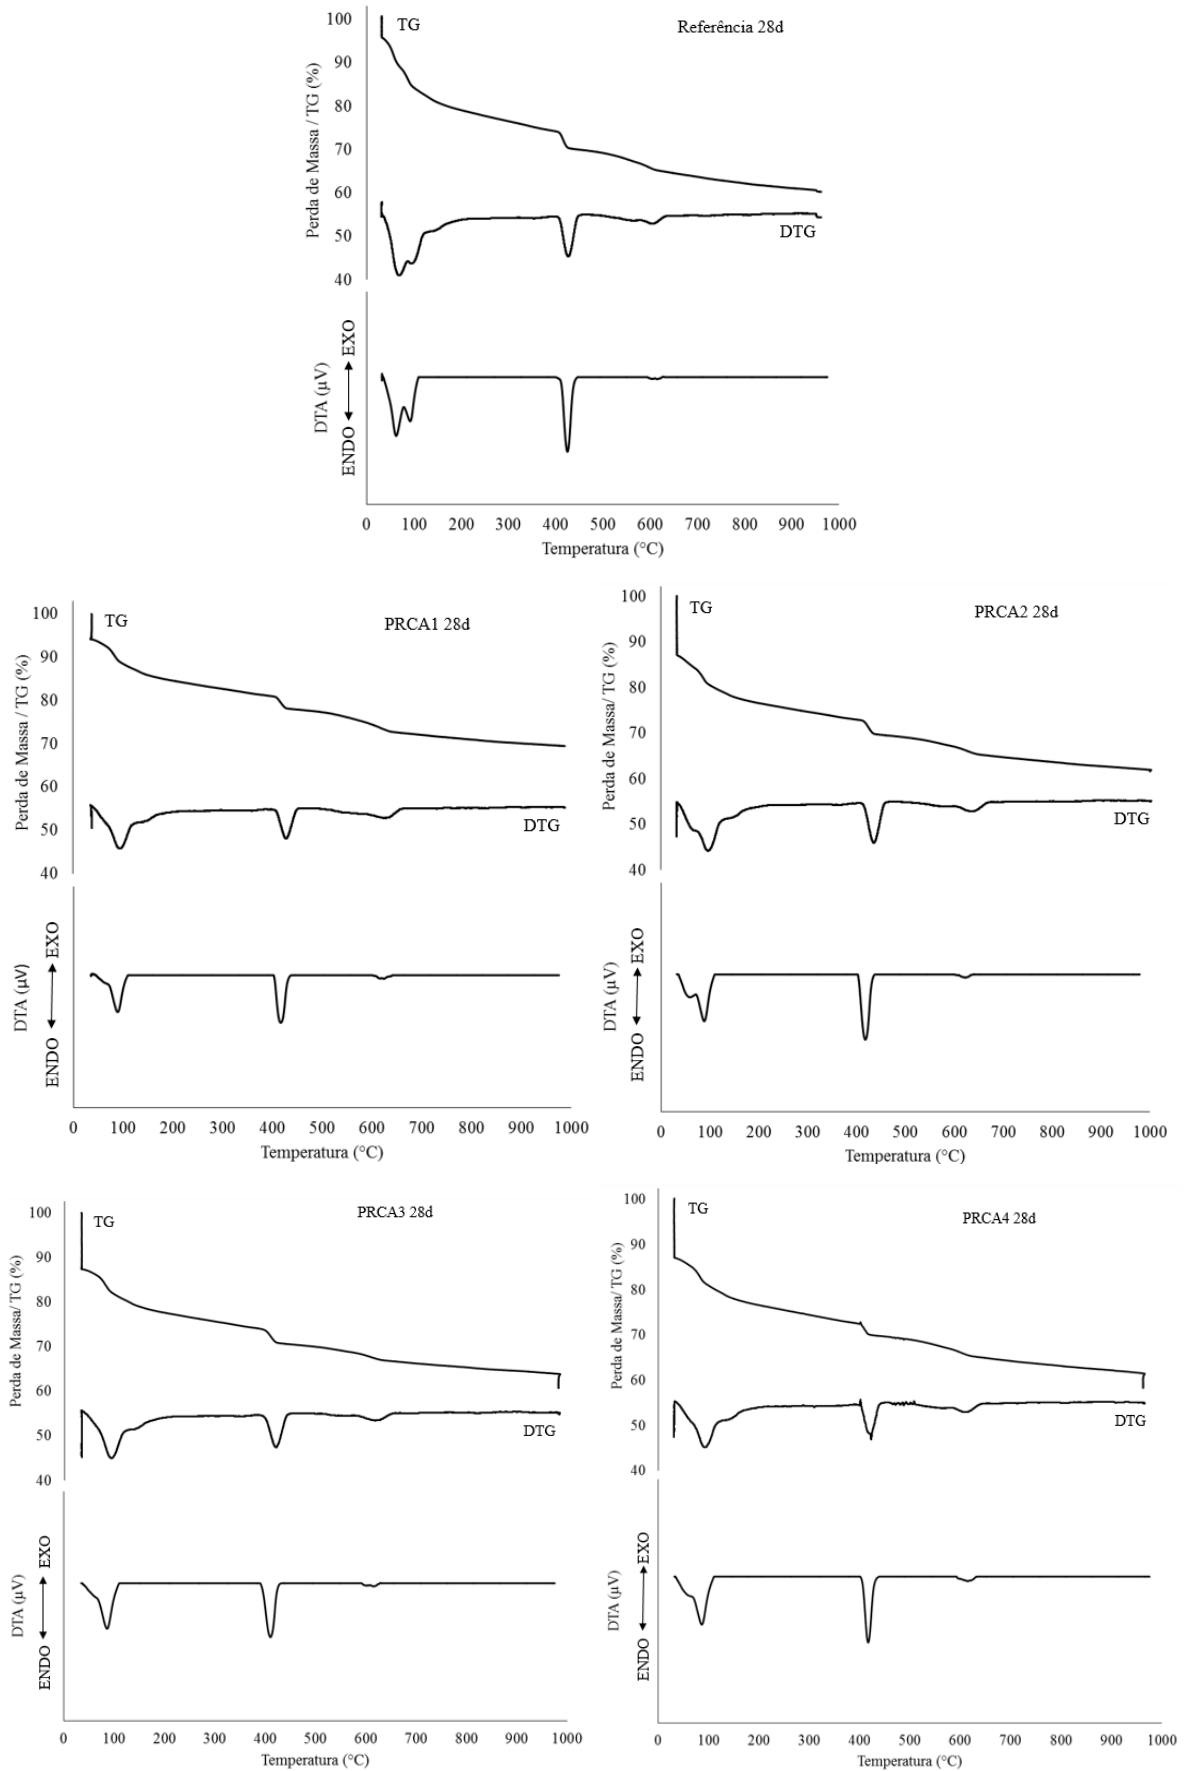 Referência 28d
TG
Perda de Massa / TG (%)
100
90
80
70
60
50
40
DTG
DTA (µV)
ENDO
EXO
0 100 200 300 400 500 600 700 800 900 1000
Temperatura (°C)
PRCA1 28d
TG
Perda de Massa / TG (%)
100
90
80
70
60
50
40
DTG
DTA (µV)
ENDO
EXO
0 100 200 300 400 500 600 700 800 900 1000
Temperatura (°C)
PRCA2 28d
TG
Perda de Massa/ TG (%)
100
90
80
70
60
50
40
DTG
DTA (µV)
ENDO
EXO
0 100 200 300 400 500 600 700 800 900 1000
Temperatura (°C)
PRCA3 28d
TG
Perda de Massa/ TG (%)
100
90
80
70
60
50
40
DTG
DTA (µV)
ENDO
EXO
0 100 200 300 400 500 600 700 800 900 1000
Temperatura (°C)
PRCA4 28d
TG
Perda de Massa/ TG (%)
100
90
80
70
60
50
40
DTG
DTA (µV)
ENDO
EXO
0 100 200 300 400 500 600 700 800 900 1000
Temperatura (°C)